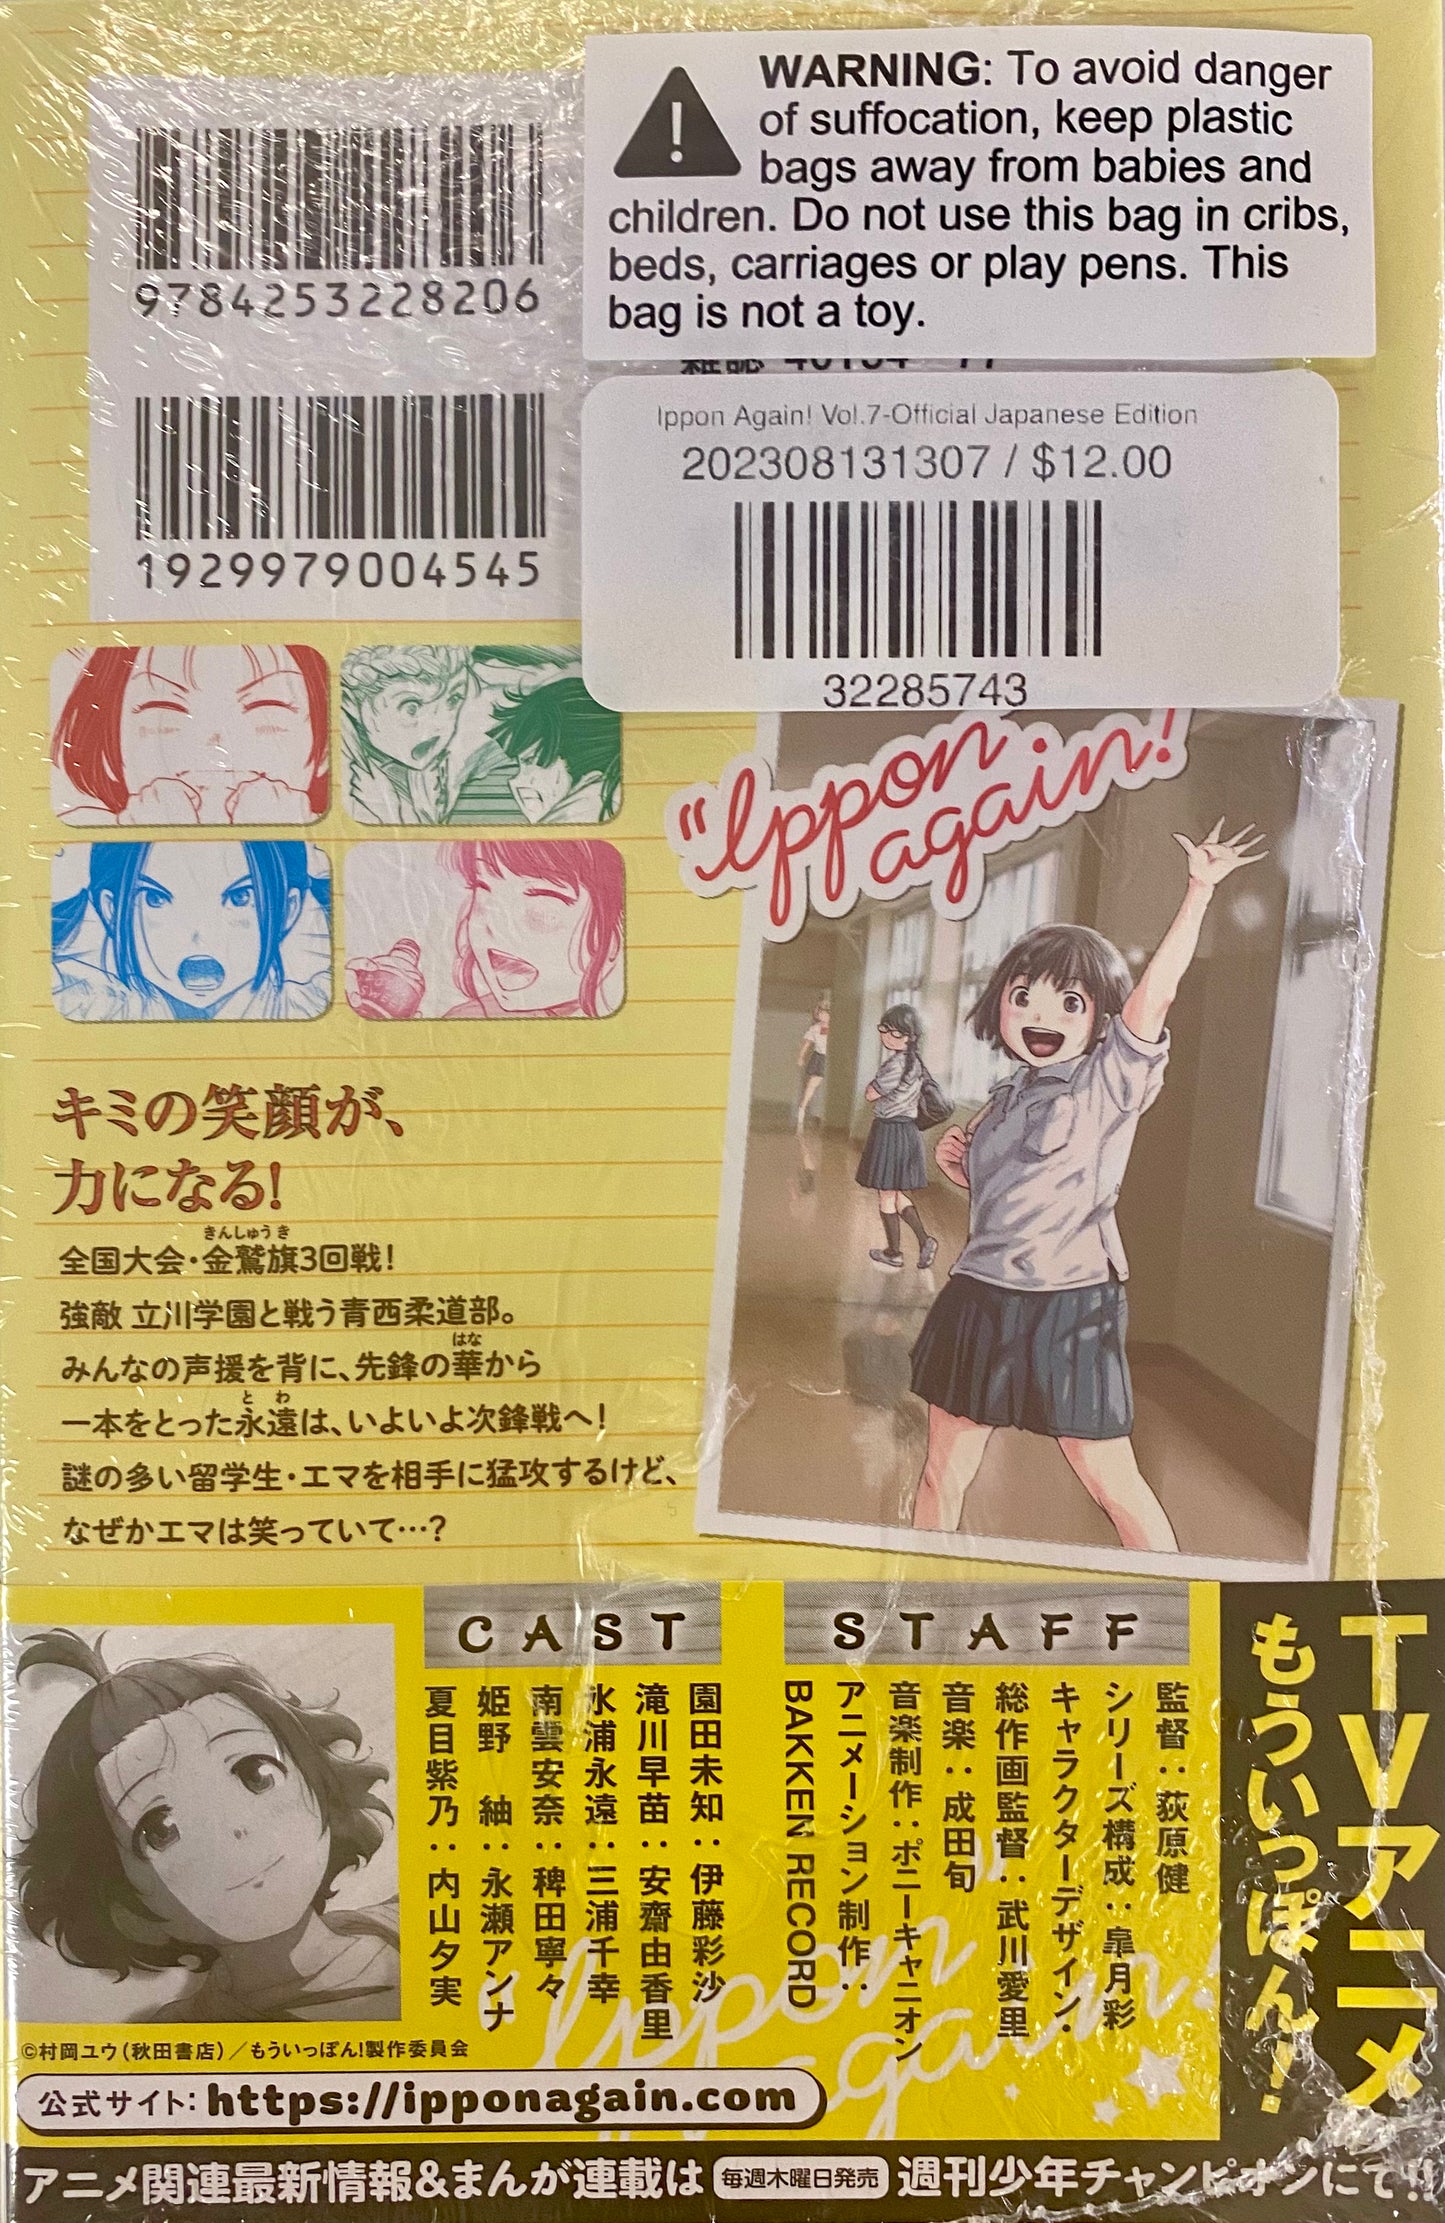 WARNING: To avoid danger
of suffocation, keep plastic
bags away from babies and
children. Do not use this bag in cribs,
beds, carriages or play pens. This
bag is not a toy.
9784253228206
Ippon Again! Vol.7-Official Japanese Edition
202308131307 / $12.00
32285743
1929979004545
"Ippon
again!
キミの笑顔が、
力になる!
きんしゅうき
全国大会・金鷲旗3回戦!
強敵 立川学園と戦う青西柔道部。
はな
みんなの声援を背に、先鋒の華から
とわ
一本をとった永遠は、いよいよ次鋒戦へ!
謎の多い留学生・エマを相手に猛攻するけど、
なぜかエマは笑っていて…?
TVアニメ
もういっぽん!
STAFF
監督：荻原健
シリーズ構成：皐月彩
キャラクターデザイン・
総作画監督：武川愛里
音楽：成田旬
音楽制作：ポニーキャニオン
アニメーション制作：
BAKKEN RECORD
CAST
園田未知：伊藤彩沙
滝川早苗：安齋由香里
氷浦永遠：三浦千幸
南雲安奈：稗田寧々
姫野 紬：永瀬アンナ
夏目紫乃：内山夕実
"Ippon
again!
©村岡ユウ(秋田書店)／もういっぽん!製作委員会
公式サイト: https://ipponagain.com
アニメ関連最新情報&まんが連載は 毎週木曜日発売 週刊少年チャンピオンにて!!